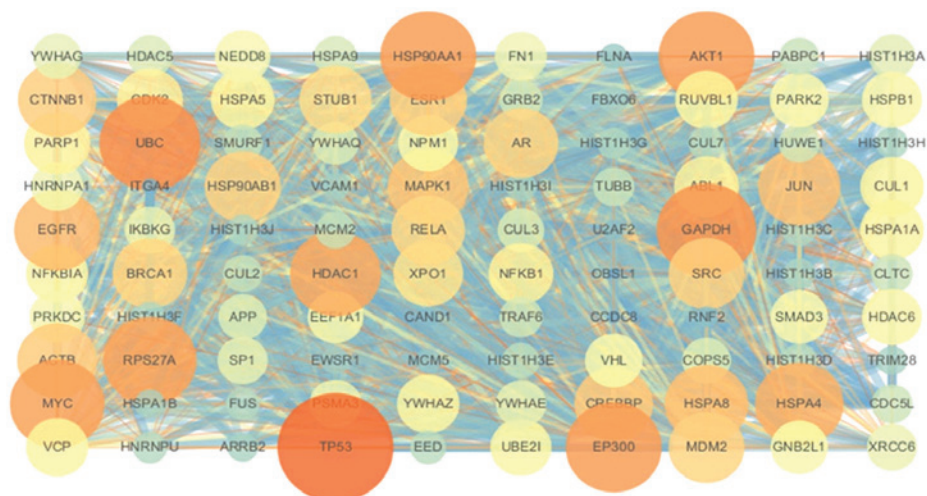 YWHAG HDAC5 NEDD8 HSPA9 HSP90AA1 FN1 FLNA AKT1 PABPC1 HIST1H3A
CTNNB1 CDK2 HSPA5 STUB1 ESR1 GRB2 FBXO6 RUVBL1 PARK2 HSPB1
PARP1 UBC SMURF1 YWHAQ NPM1 AR HIST1H3G CUL7 HUWE1 HIST1H3H
HNRNPA1 ITGA4 HSP90AB1 VCAM1 MAPK1 HIST1H3I TUBB ABL1 JUN CUL1
EGFR IKBKG HIST1H3J MCM2 RELA CUL3 U2AF2 GAPDH HIST1H3C HSPA1A
NFKBIA BRCA1 CUL2 HDAC1 XPO1 NFKB1 OBSL1 SRC HIST1H3B CLTC
PRKDC HIST1H3F APP EEF1A1 CAND1 TRAF6 CCDC8 RNF2 SMAD3 HDAC6
ACTB RPS27A SP1 EWSR1 MCM5 HIST1H3E VHL COPS5 HIST1H3D TRIM28
MYC HSPA1B FUS PSMA3 YWHAZ YWHAE CREBBP HSPA8 HSPA4 CDC5L
VCP HNRNPU ARRB2 TP53 EED UBE2I EP300 MDM2 GNB2L1 XRCC6